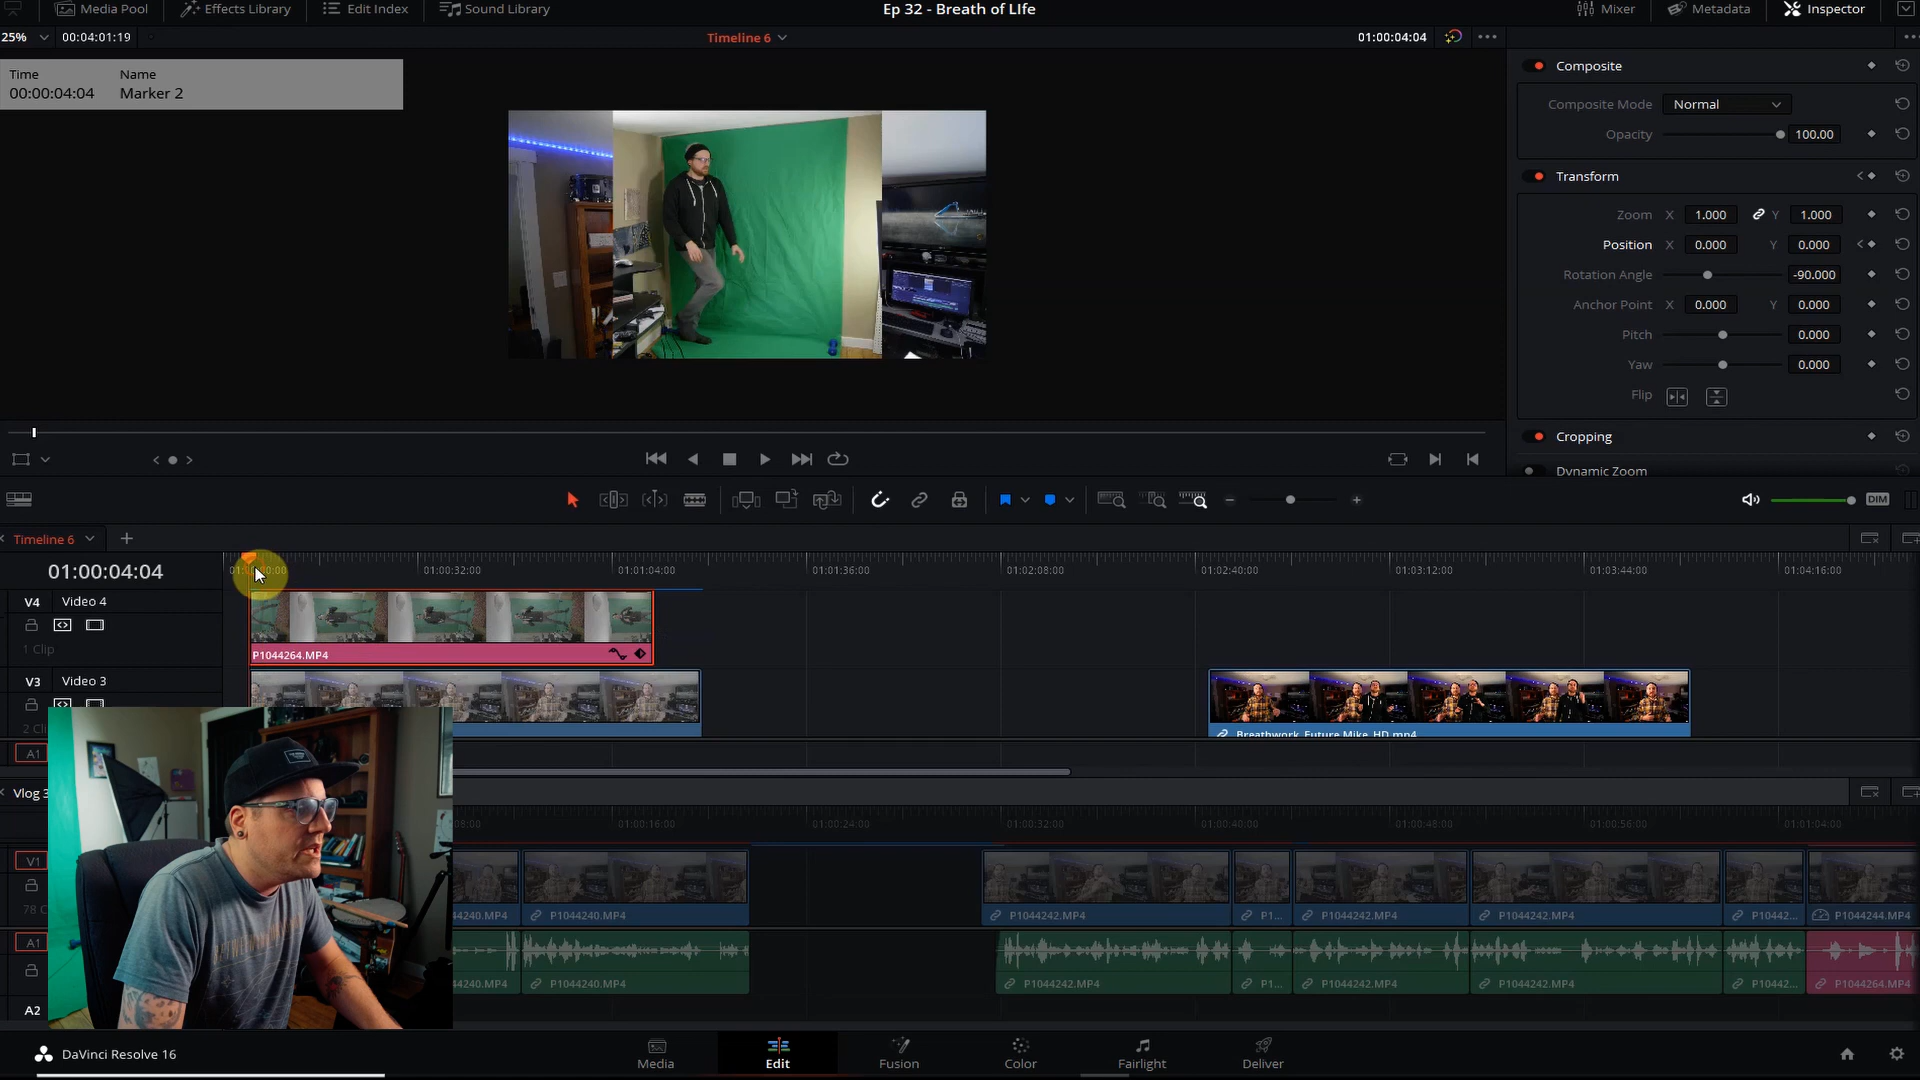 Media Pool
Effects Library
Edit Index
Sound Library
Ep 32 - Breath of LIfe
Mixer
Metadata
Inspector
25%
00:04:01:19
Timeline 6
01:00:04:04
Time
Name
00:00:04:04
Marker 2
Composite
Composite Mode
Normal
Opacity
100.00
Transform
Zoom X 1.000 Y 1.000
Position X 0.000 Y 0.000
Rotation Angle -90.000
Anchor Point X 0.000 Y 0.000
Pitch 0.000
Yaw 0.000
Flip
Cropping
Dynamic Zoom
DIM
Timeline 6
01:00:04:04
01:00:32:00
01:01:04:00
01:01:36:00
01:02:08:00
01:02:40:00
01:03:12:00
01:03:44:00
01:04:16:00
V4
Video 4
1 Clip
P1044264.MP4
V3
Video 3
2 Cli
Breathwork_Future Mike_HD.mp4
A1
Vlog 3
08:00
01:00:16:00
01:00:24:00
01:00:32:00
01:00:40:00
01:00:48:00
01:00:56:00
01:01:04:00
V1
78 C
44240.MP4
P1044240.MP4
P1044242.MP4
P1...
P1044242.MP4
P1044242.MP4
P10442...
P1044244.MP4
A1
44240.MP4
P1044240.MP4
P1044242.MP4
P1...
P1044242.MP4
P1044242.MP4
P10442...
P1044264.MP4
A2
DaVinci Resolve 16
Media
Edit
Fusion
Color
Fairlight
Deliver